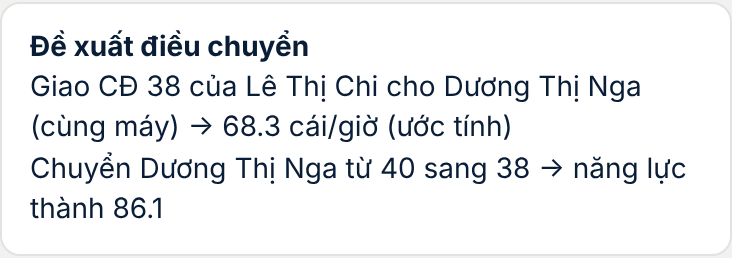 Đề xuất điều chuyển
Giao CĐ 38 của Lê Thị Chi cho Dương Thị Nga
(cùng máy) → 68.3 cái/giờ (ước tính)
Chuyển Dương Thị Nga từ 40 sang 38 → năng lực
thành 86.1